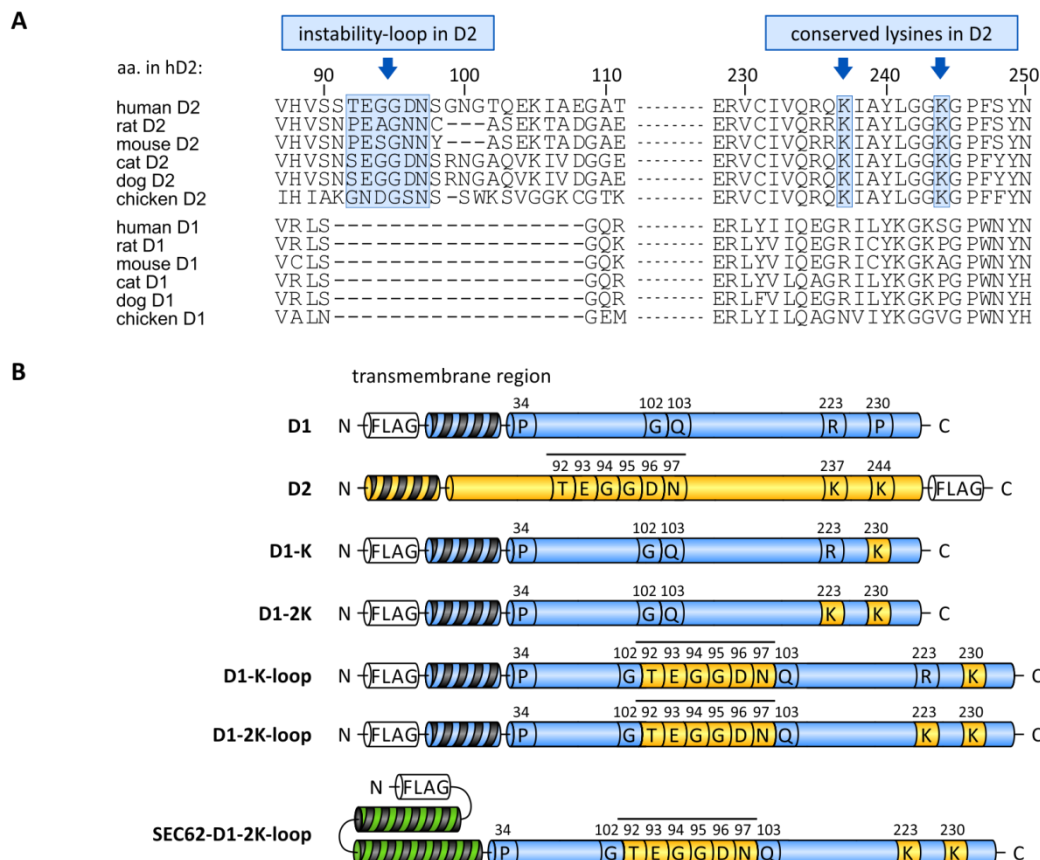 A
instability-loop in D2 conserved lysines in D2
aa. in hD2: 90 100 110 230 240 250
human D2 VHVSSTEGGDNSGNGTQEKIAEGAT -------- ERVCIVQRQKIAYLGGKGPFSYN
rat D2 VHVSNPEAGNNC---ASEKTADGAE -------- ERVCIVQRRKIAYLGGKGPFSYN
mouse D2 VHVSNPESGNNY---ASEKTADGAE -------- ERVCIVQRRKIAYLGGKGPFSYN
cat D2 VHVSNSEGGDNSRNGAQVKIVDGGE -------- ERVCIVQRQKIAYLGGKGPFYYN
dog D2 VHVSNSEGGDNSRNGAQVKIVDGAE -------- ERVCIVQRQKIAYLGGKGPFYYN
chicken D2 IHIAKGNDGSNS-SWKSVGGKCGTK -------- ERVCIVQRQKIAYLGGKGPFFYN
human D1 VRLS------------------GQR -------- ERLYIIQEGRILYKGKSGPWNYN
rat D1 VRLS------------------GQK -------- ERLYVIQEGRICYKGKPGPWNYN
mouse D1 VCLS------------------GQK -------- ERLYVIQEGRICYKGKAGPWNYN
cat D1 VRLS------------------GQR -------- ERLYVLQAGRILYKGKPGPWNYH
dog D1 VRLS------------------GQR -------- ERLFVLQEGRILYKGKPGPWNYH
chicken D1 VALN------------------GEM -------- ERLYILQAGNVIYKGGVGPWNYH
B
transmembrane region
34 102 103 223 230
D1 N FLAG P G Q R P C
92 93 94 95 96 97 237 244
D2 N T E G G D N K K FLAG C
34 102 103 223 230
D1-K N FLAG P G Q R K C
34 102 103 223 230
D1-2K N FLAG P G Q K K C
34 102 92 93 94 95 96 97 103 223 230
D1-K-loop N FLAG P G T E G G D N Q R K C
34 102 92 93 94 95 96 97 103 223 230
D1-2K-loop N FLAG P G T E G G D N Q K K C
N FLAG
34 102 92 93 94 95 96 97 103 223 230
SEC62-D1-2K-loop P G T E G G D N Q K K C